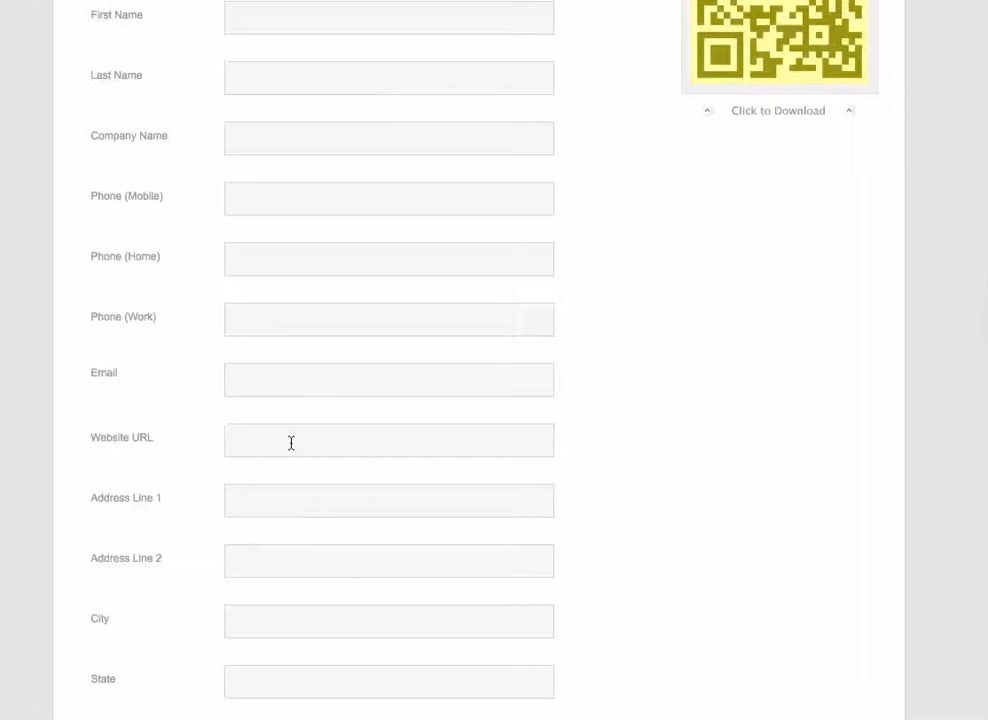 First Name
Last Name
Company Name
Phone (Mobile)
Phone (Home)
Phone (Work)
Email
Website URL
Address Line 1
Address Line 2
City
State
Click to Download